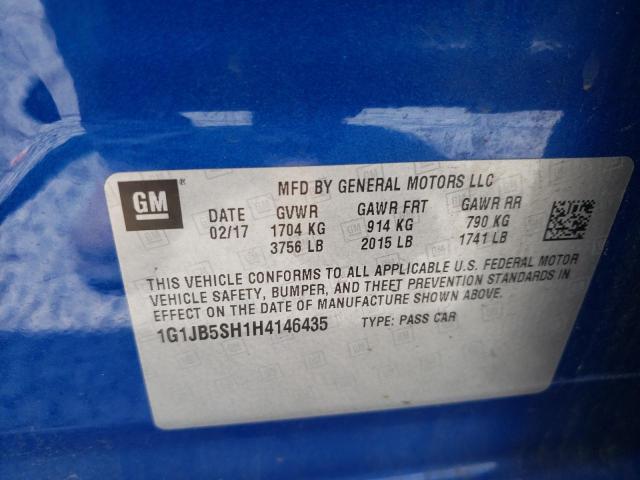 GM ® MFD BY GENERAL MOTORS LLC
DATE GVWR GAWR FRT GAWR RR
02/17 1704 KG 914 KG 790 KG
3756 LB 2015 LB 1741 LB
THIS VEHICLE CONFORMS TO ALL APPLICABLE U.S. FEDERAL MOTOR
VEHICLE SAFETY, BUMPER, AND THEFT PREVENTION STANDARDS IN
EFFECT ON THE DATE OF MANUFACTURE SHOWN ABOVE.
1G1JB5SH1H4146435 TYPE: PASS CAR